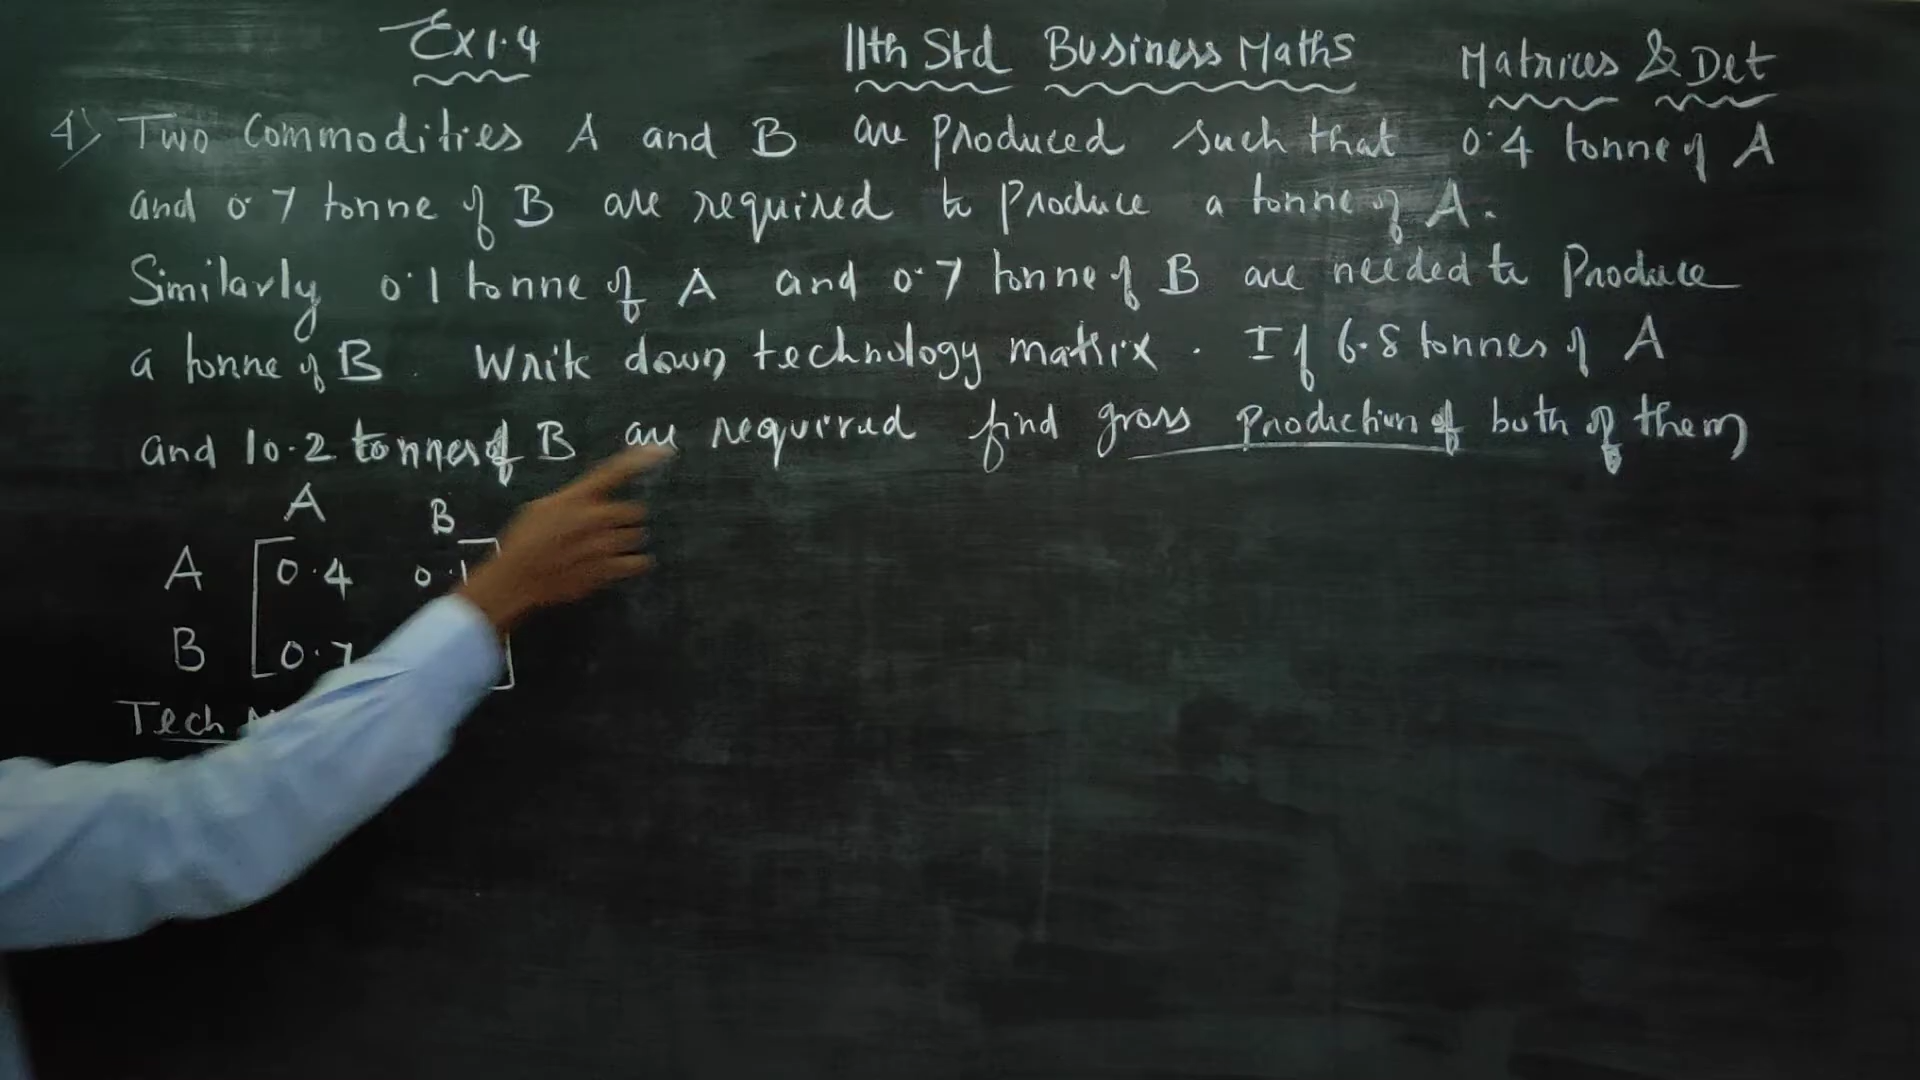 Ex 1.4 11th Std Business Maths Matrices & Det
4) Two Commodities A and B are produced such that 0.4 tonne of A
and 0.7 tonne of B are required to produce a tonne of A.
Similarly 0.1 tonne of A and 0.7 tonne of B are needed to Produce
a tonne of B. Write down technology matrix. If 6.8 tonnes of A
and 10.2 tonnes of B are required find gross production of both of them
A B
A 0.4 0.1
B 0.7
Tech